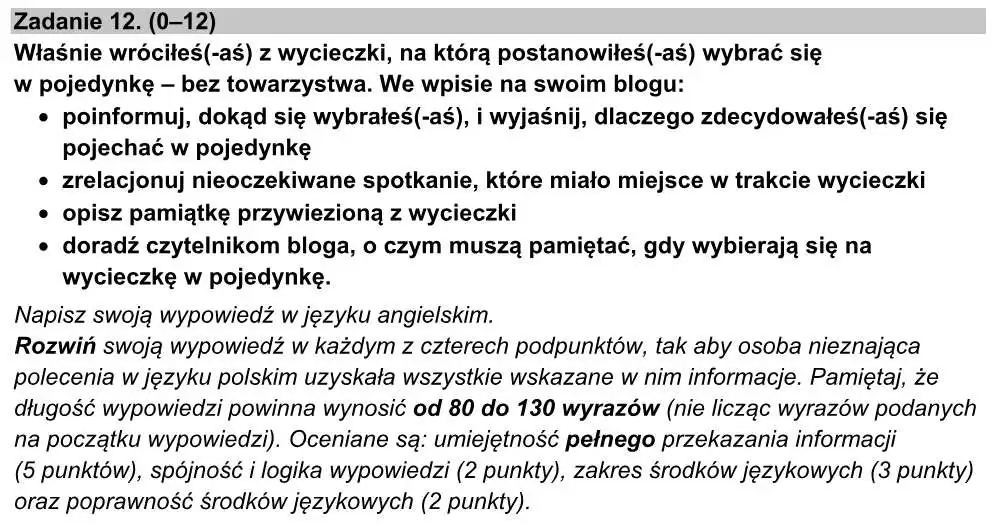 Zadanie 12. (0–12)
Właśnie wróciłeś(-aś) z wycieczki, na którą postanowiłeś(-aś) wybrać się
w pojedynkę – bez towarzystwa. We wpisie na swoim blogu:
• poinformuj, dokąd się wybrałeś(-aś), i wyjaśnij, dlaczego zdecydowałeś(-aś) się
pojechać w pojedynkę
• zrelacjonuj nieoczekiwane spotkanie, które miało miejsce w trakcie wycieczki
• opisz pamiątkę przywiezioną z wycieczki
• doradź czytelnikom bloga, o czym muszą pamiętać, gdy wybierają się na
wycieczkę w pojedynkę.
Napisz swoją wypowiedź w języku angielskim.
Rozwiń swoją wypowiedź w każdym z czterech podpunktów, tak aby osoba nieznająca
polecenia w języku polskim uzyskała wszystkie wskazane w nim informacje. Pamiętaj, że
długość wypowiedzi powinna wynosić od 80 do 130 wyrazów (nie licząc wyrazów podanych
na początku wypowiedzi). Oceniane są: umiejętność pełnego przekazania informacji
(5 punktów), spójność i logika wypowiedzi (2 punkty), zakres środków językowych (3 punkty)
oraz poprawność środków językowych (2 punkty).